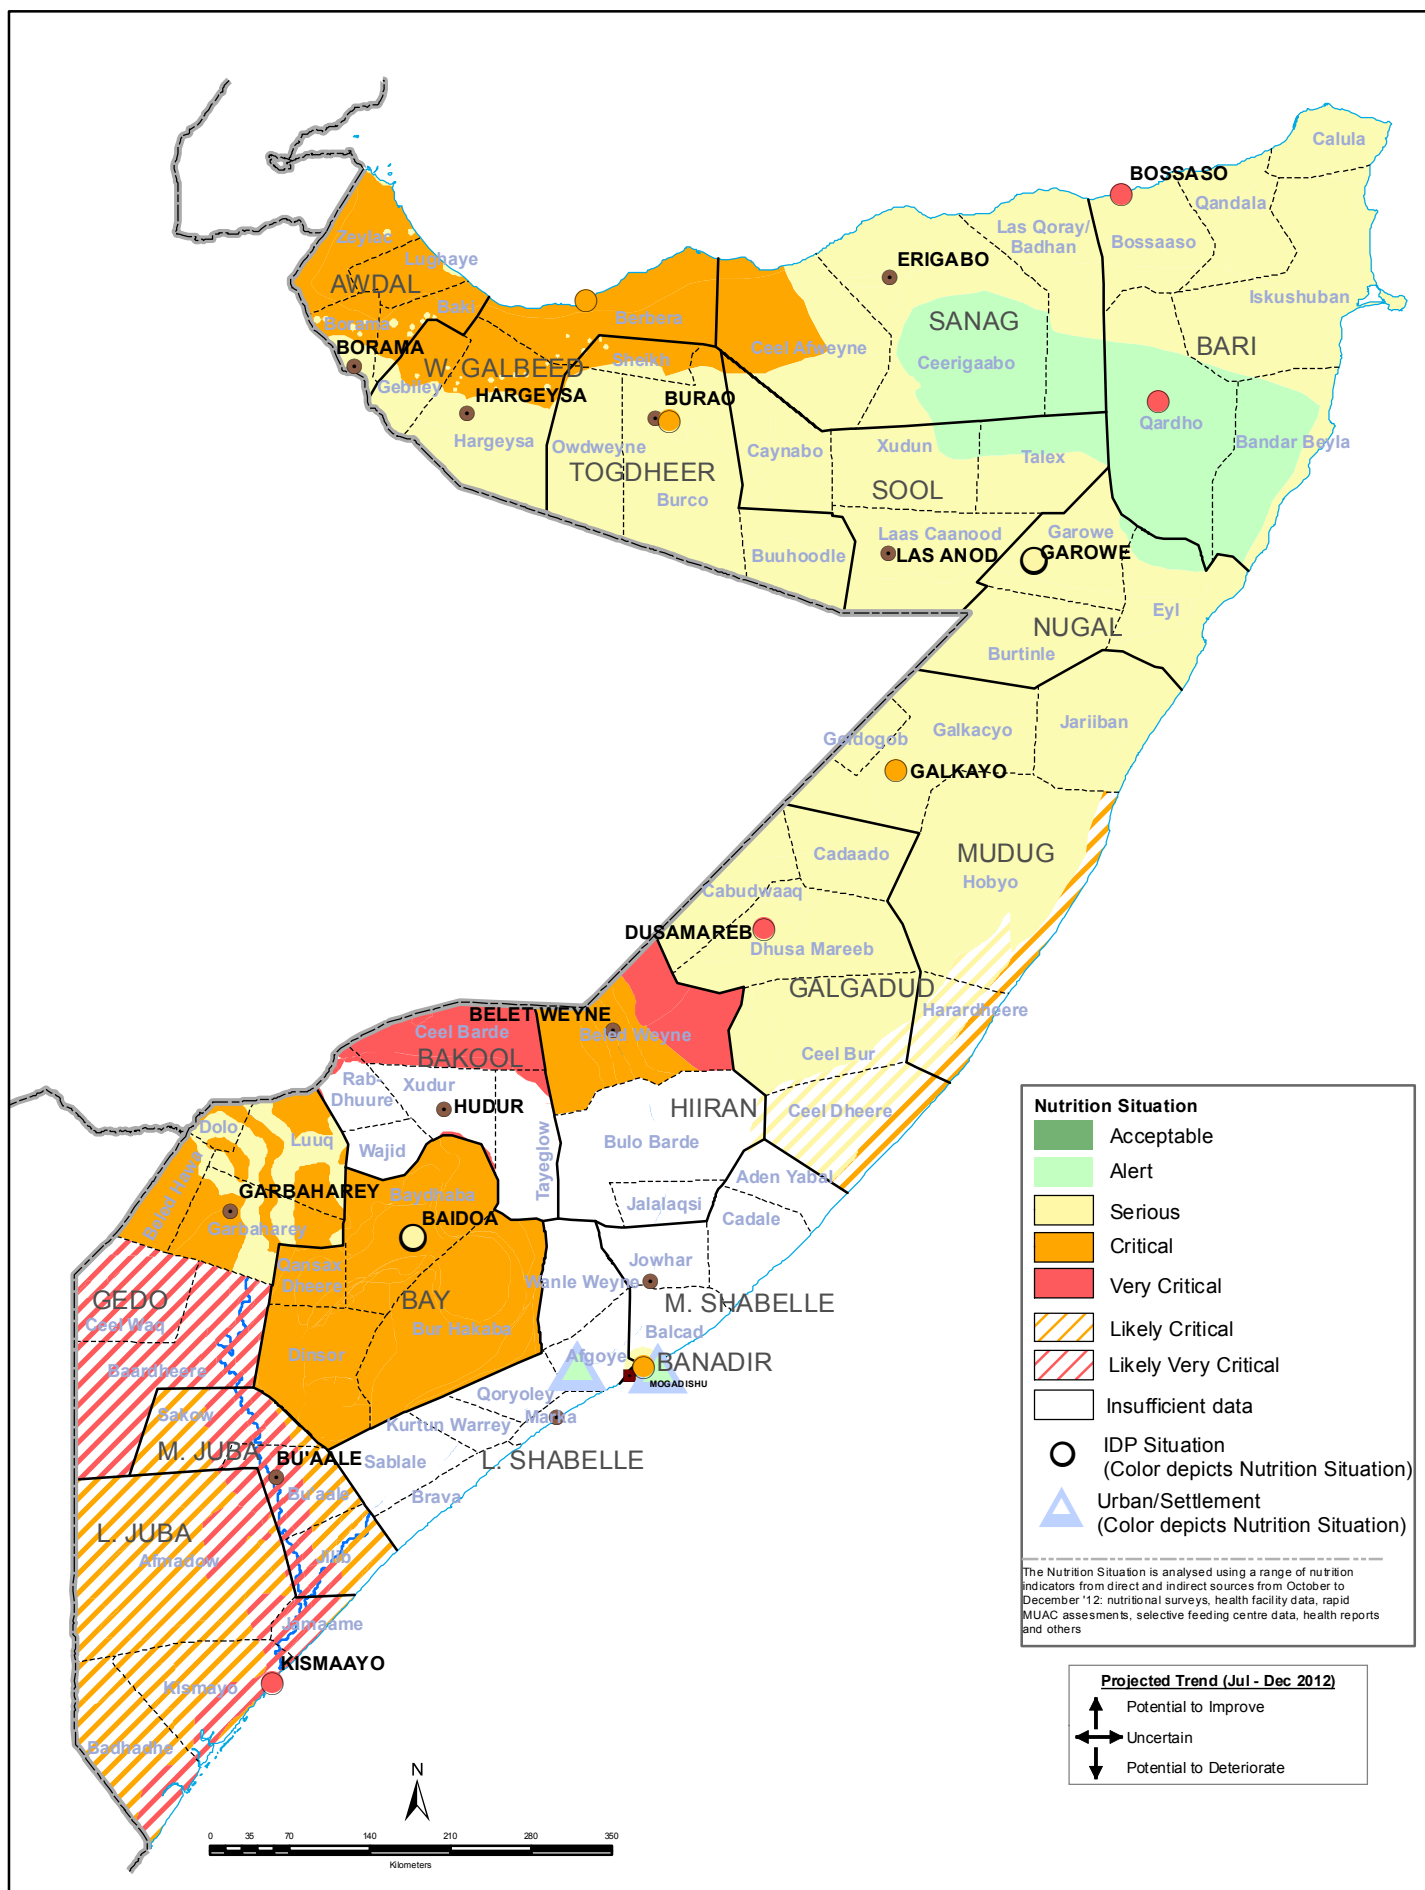 Calula
BOSSASO
Qandala
Las Qoray/
Badhan
Bossaaso
Zeylac
Lughaye
ERIGABO
AWDAL
Baki
Iskushuban
Borama
Berbera
SANAG
BARI
BORAMA
Ceel Afweyne
Sheikh
Ceerigaabo
W. GALBEED
Gebiley
HARGEYSA
BURAO
Qardho
Hargeysa
Owdweyne
Caynabo
Xudun
Talex
Bandar Beyla
TOGDHEER
SOOL
Burco
Laas Caanood
Garowe
Buuhoodle
LAS ANOD
GAROWE
Eyl
NUGAL
Burtinle
Jariiban
Galkacyo
Goldogob
GALKAYO
Cadaado
MUDUG
Hobyo
Cabudwaaq
DUSAMAREB
Dhusa Mareeb
GALGADUD
Harardheere
BELET WEYNE
Ceel Barde
Beled Weyne
BAKOOL
Ceel Bur
Rab-
Dhuure
Xudur
HUDUR
HIIRAN
Ceel Dheere
Dolo
Luuq
Wajid
Bulo Barde
Tayeglow
Aden Yabal
Beled Hawa
GARBAHAREY
Baydhaba
Jalalaqsi
Cadale
Garbaharey
BAIDOA
Qansax
Dheere
Jowhar
Wanle Weyne
GEDO
BAY
M. SHABELLE
Ceel Waq
Bur Hakaba
Balcad
Dinsor
Afgoye
BANADIR
Baardheere
MOGADISHU
Qoryoley
Sakow
Kurtun Warrey
Marka
M. JUBA
BU'AALE
Sablale
L. SHABELLE
Bu'aale
Brava
L. JUBA
Afmadow
Jilib
Jamaame
KISMAAYO
Kismayo
Badhadhe
Nutrition Situation
Acceptable
Alert
Serious
Critical
Very Critical
Likely Critical
Likely Very Critical
Insufficient data
IDP Situation
(Color depicts Nutrition Situation)
Urban/Settlement
(Color depicts Nutrition Situation)
The Nutrition Situation is analysed using a range of nutrition
indicators from direct and indirect sources from October to
December '12: nutritional surveys, health facility data, rapid
MUAC assesments, selective feeding centre data, health reports
and others
Projected Trend (Jul - Dec 2012)
Potential to Improve
Uncertain
Potential to Deteriorate
N
0 35 70 140 210 280 350
Kilometers